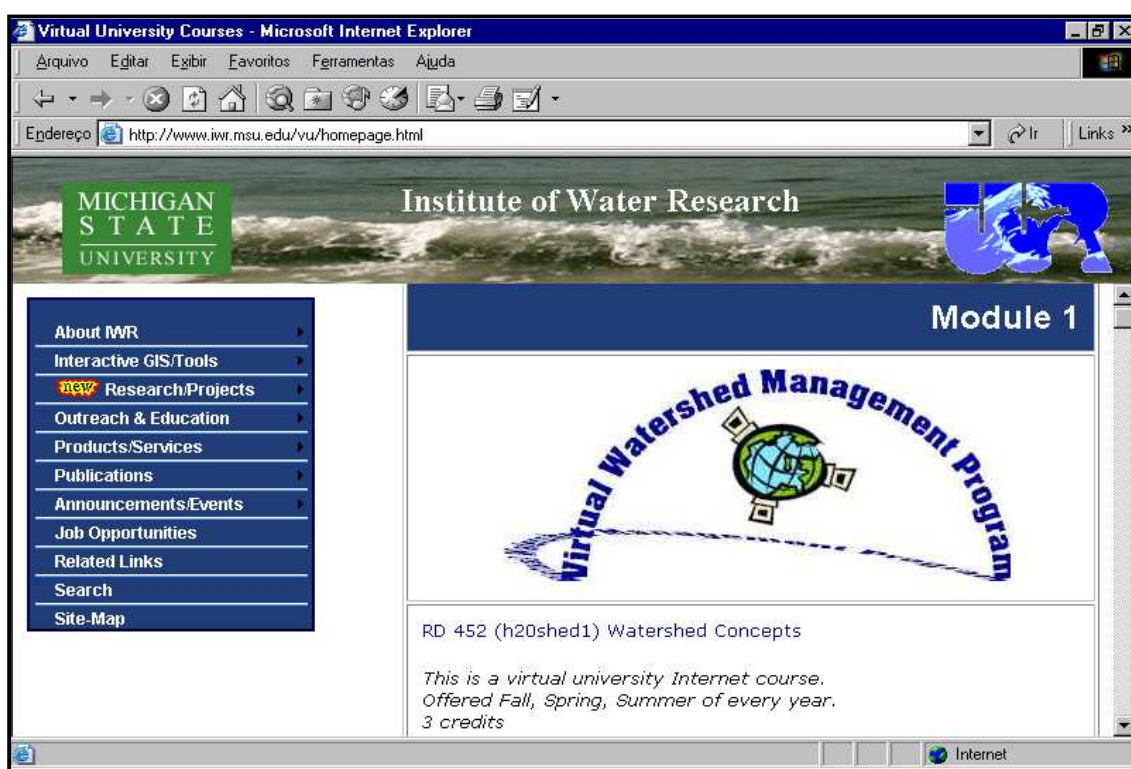 Virtual University Courses - Microsoft Internet Explorer
Arquivo Editar Exibir Favoritos Ferramentas Ajuda
Endereço http://www.iwr.msu.edu/vu/homepage.html Ir Links »
MICHIGAN
STATE
UNIVERSITY
Institute of Water Research
Module 1
About IWR
Interactive GIS/Tools
new Research/Projects
Outreach & Education
Products/Services
Publications
Announcements/Events
Job Opportunities
Related Links
Search
Site-Map
Virtual Watershed Management Program
RD 452 (h20shed1) Watershed Concepts
This is a virtual university Internet course.
Offered Fall, Spring, Summer of every year.
3 credits
Internet